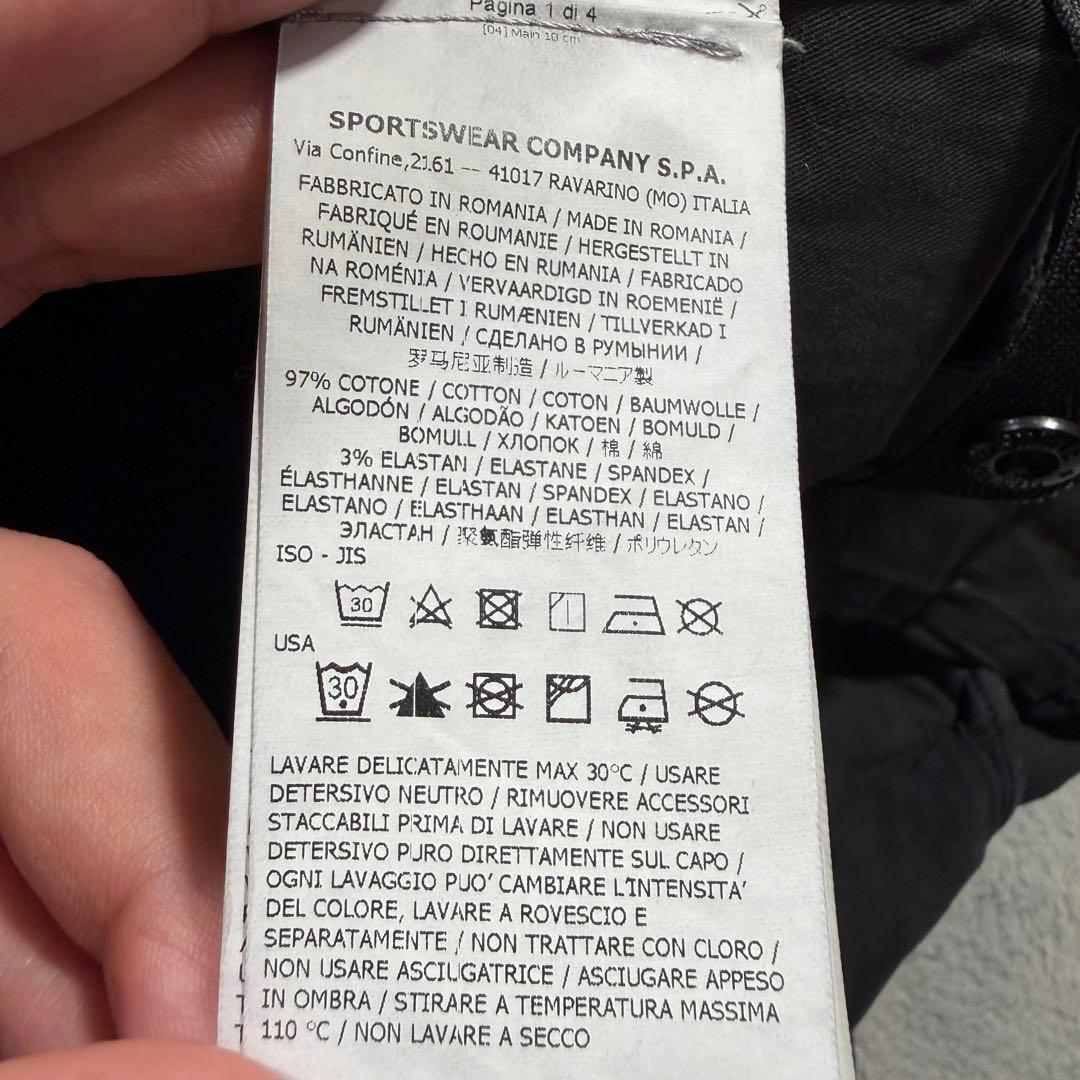 Pagina 1 di 4
[04] Main 10 cm
SPORTSWEAR COMPANY S.P.A.
Via Confine,2161 -- 41017 RAVARINO (MO) ITALIA
FABBRICATO IN ROMANIA / MADE IN ROMANIA /
FABRIQUÉ EN ROUMANIE / HERGESTELLT IN
RUMÄNIEN / HECHO EN RUMANIA / FABRICADO
NA ROMÉNIA / VERVAARDIGD IN ROEMENIË /
FREMSTILLET I RUMÆNIEN / TILLVERKAD I
RUMÄNIEN / СДЕЛАНО В РУМЫНИИ /
罗马尼亚制造 / ルーマニア製
97% COTONE / COTTON / COTON / BAUMWOLLE /
ALGODÓN / ALGODÃO / KATOEN / BOMULD /
BOMULL / ХЛОПОК / 棉 / 綿
3% ELASTAN / ELASTANE / SPANDEX /
ÉLASTHANNE / ELASTAN / SPANDEX / ELASTANO /
ELASTANO / ELASTHAAN / ELASTHAN / ELASTAN /
ЭЛАСТАН / 聚氨酯弹性纤维 / ポリウレタン
ISO - JIS
30
USA
30
LAVARE DELICATAMENTE MAX 30°C / USARE
DETERSIVO NEUTRO / RIMUOVERE ACCESSORI
STACCABILI PRIMA DI LAVARE / NON USARE
DETERSIVO PURO DIRETTAMENTE SUL CAPO /
OGNI LAVAGGIO PUO' CAMBIARE L'INTENSITA'
DEL COLORE, LAVARE A ROVESCIO E
SEPARATAMENTE / NON TRATTARE CON CLORO /
NON USARE ASCIUGATRICE / ASCIUGARE APPESO
IN OMBRA / STIRARE A TEMPERATURA MASSIMA
110 °C / NON LAVARE A SECCO